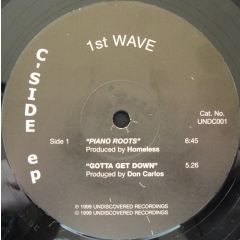 C'SIDE ep
1st WAVE
Cat. No.
UNDC001
Side 1
"PIANO ROOTS"
6:45
Produced by Homeless
"GOTTA GET DOWN"
5.26
Produced by Don Carlos
℗ 1999 UNDISCOVERED RECORDINGS
© 1999 UNDISCOVERED RECORDINGS